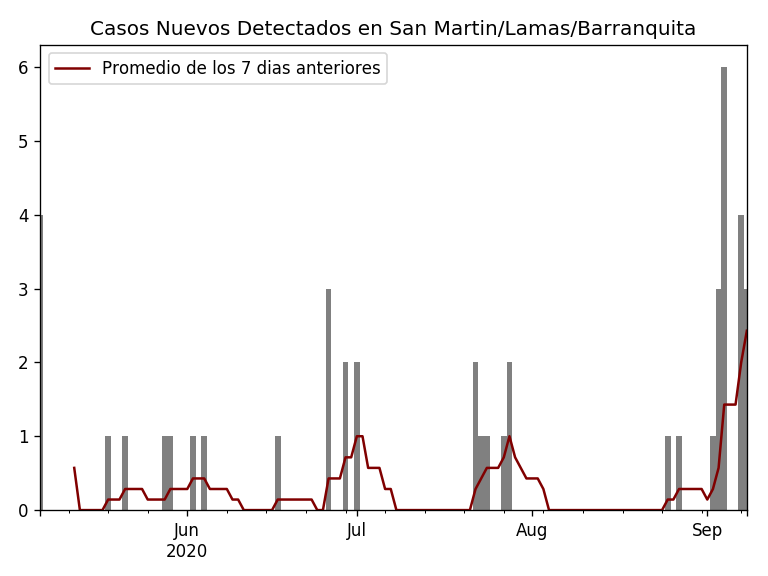 Casos Nuevos Detectados en San Martin/Lamas/Barranquita
Promedio de los 7 dias anteriores
6
5
4
3
2
1
0
Jun Jul Aug Sep
2020